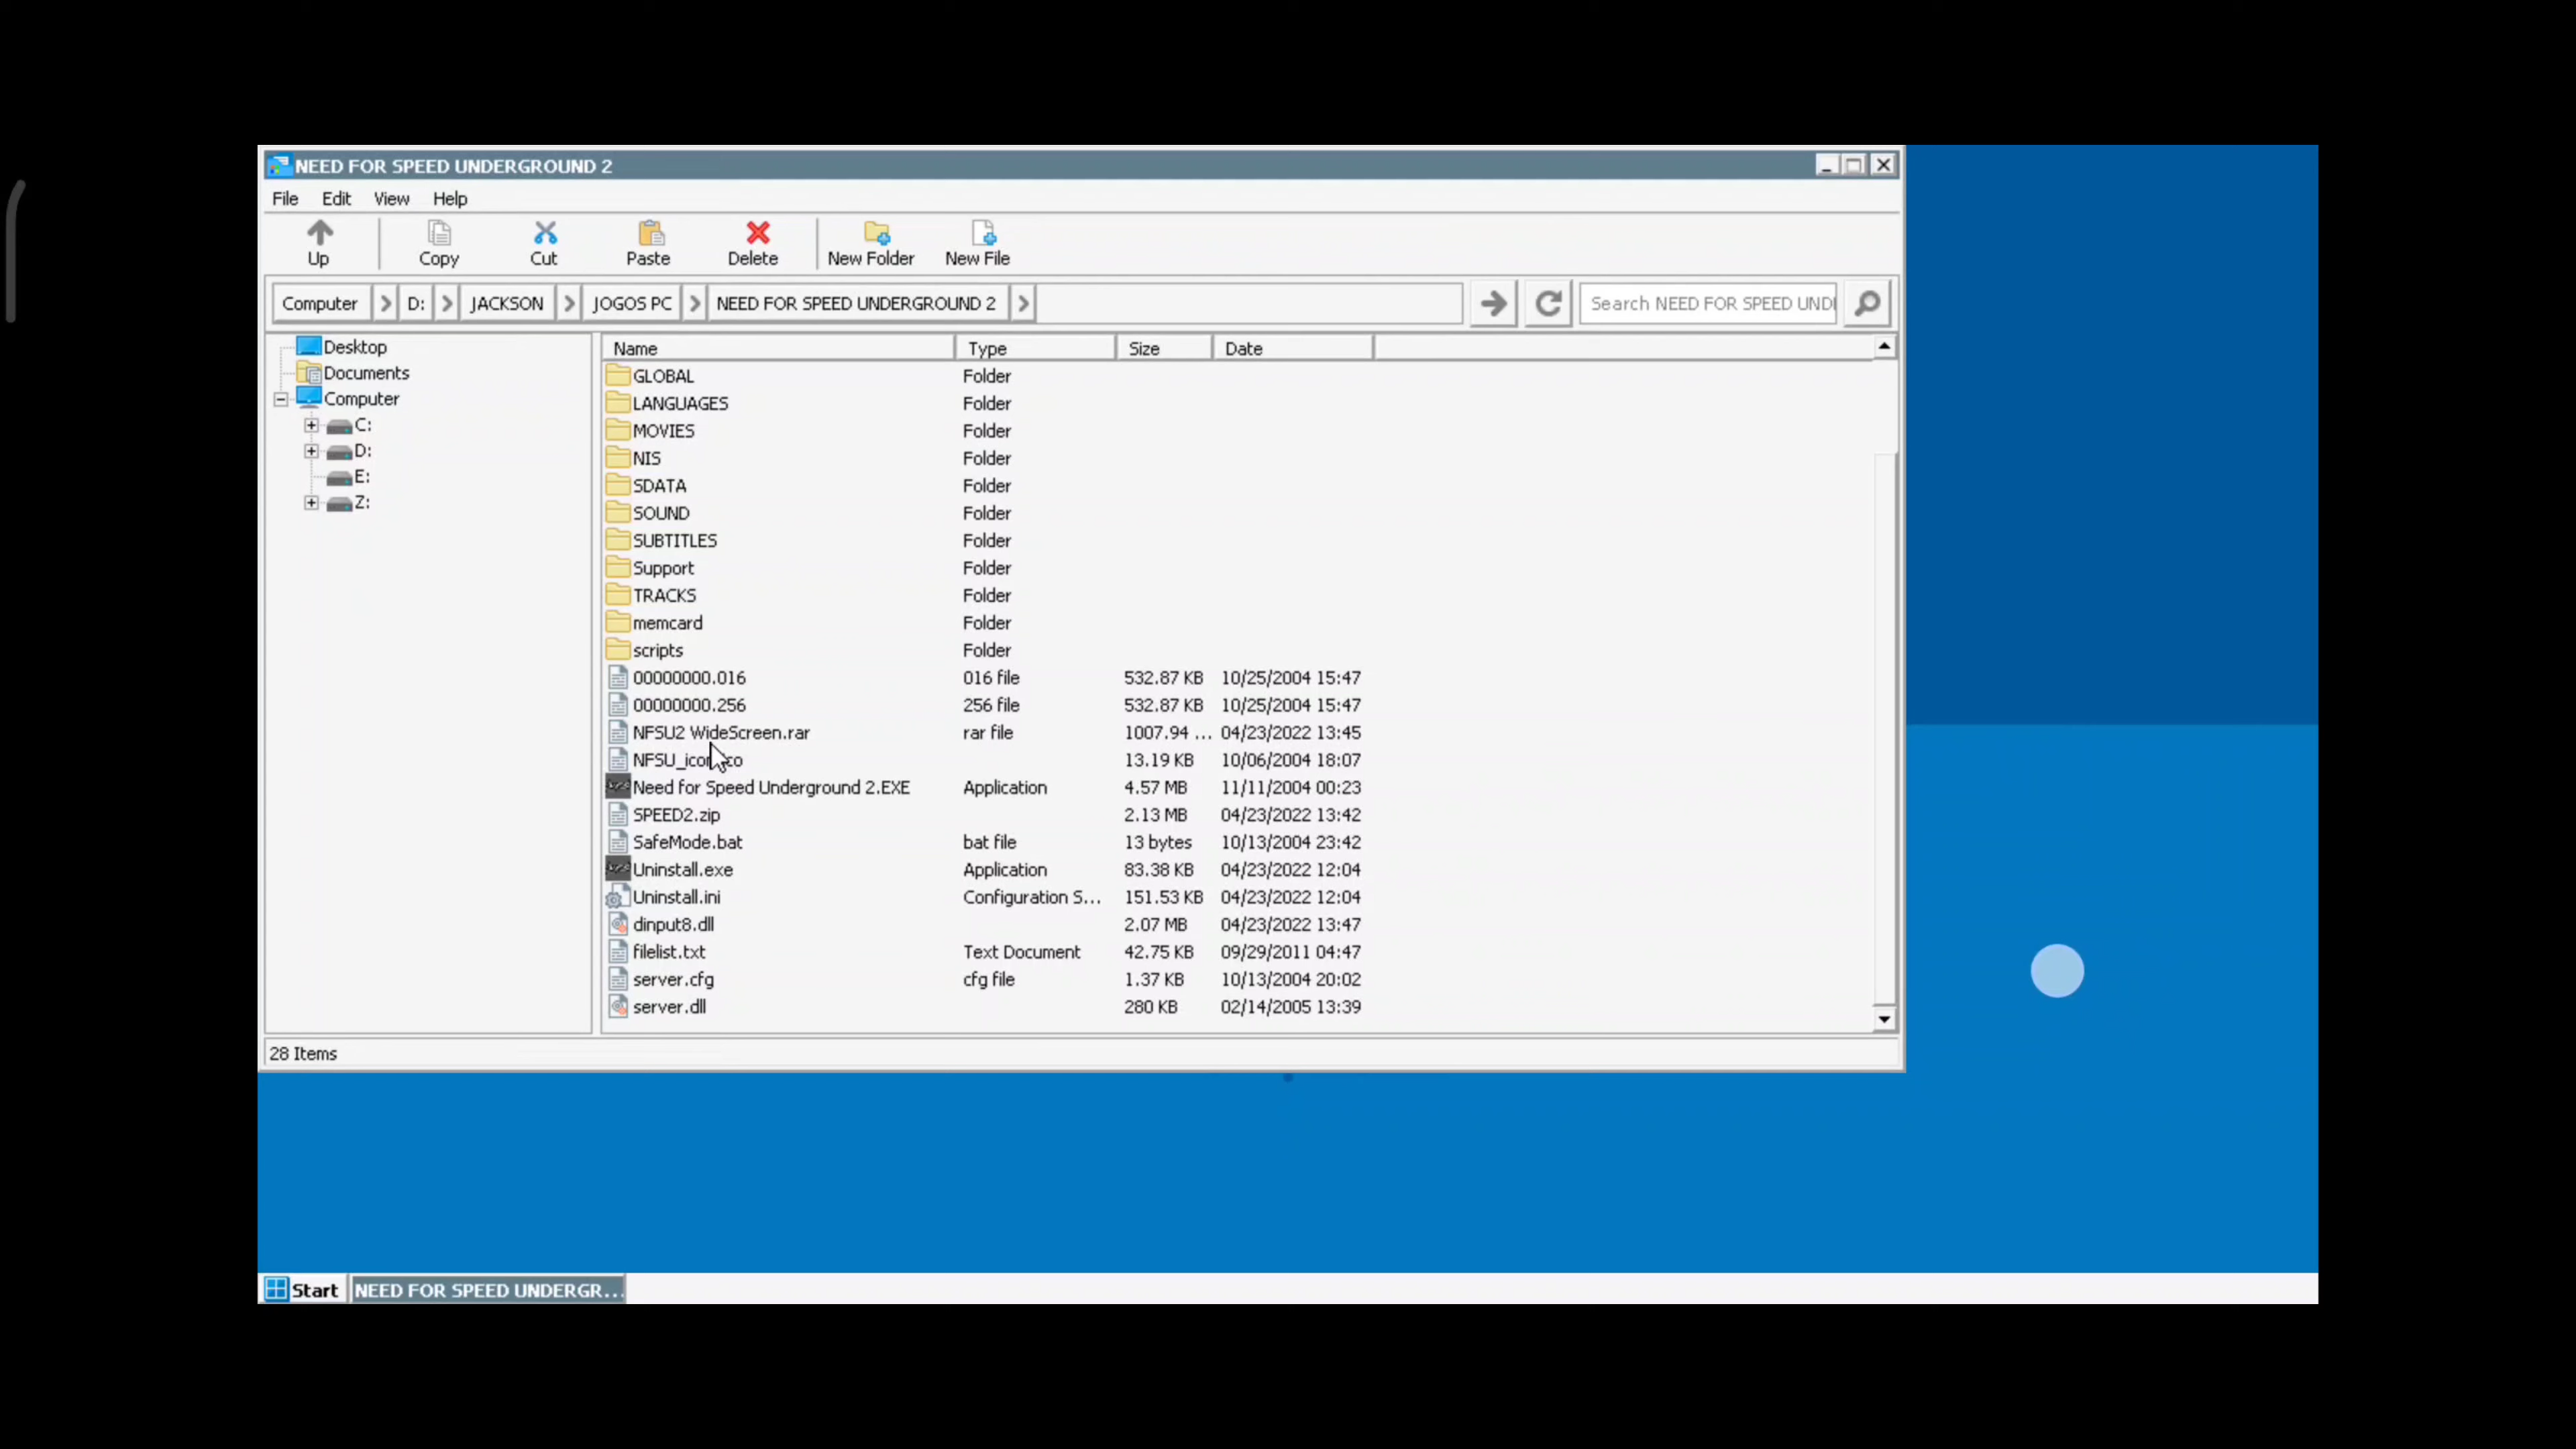 NEED FOR SPEED UNDERGROUND 2
File Edit View Help
Up Copy Cut Paste Delete New Folder New File
Computer D: JACKSON JOGOS PC NEED FOR SPEED UNDERGROUND 2 Search NEED FOR SPEED UND
Desktop
Documents
Computer
C:
D:
E:
Z:
Name Type Size Date
GLOBAL Folder
LANGUAGES Folder
MOVIES Folder
NIS Folder
SDATA Folder
SOUND Folder
SUBTITLES Folder
Support Folder
TRACKS Folder
memcard Folder
scripts Folder
00000000.016 016 file 532.87 KB 10/25/2004 15:47
00000000.256 256 file 532.87 KB 10/25/2004 15:47
NFSU2 WideScreen.rar rar file 1007.94 ... 04/23/2022 13:45
13.19 KB 10/06/2004 18:07
Need for Speed Underground 2.EXE Application 4.57 MB 11/11/2004 00:23
SPEED2.zip 2.13 MB 04/23/2022 13:42
SafeMode.bat bat file 13 bytes 10/13/2004 23:42
Uninstall.exe Application 83.38 KB 04/23/2022 12:04
Uninstall.ini Configuration S... 151.53 KB 04/23/2022 12:04
dinput8.dll 2.07 MB 04/23/2022 13:47
filelist.txt Text Document 42.75 KB 09/29/2011 04:47
server.cfg cfg file 1.37 KB 10/13/2004 20:02
server.dll 280 KB 02/14/2005 13:39
28 Items
Start NEED FOR SPEED UNDERGR...